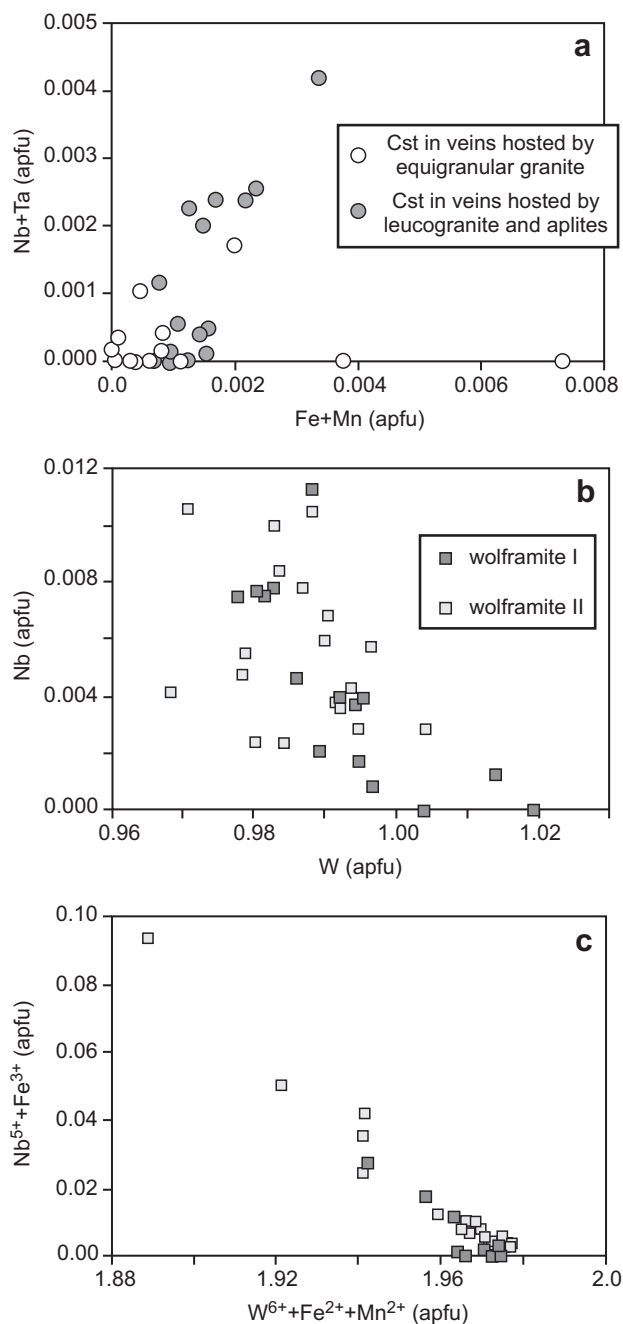 0.005
a
0.004
0.003
0.002
0.001
0.000
Nb+Ta (apfu)
Cst in veins hosted by
equigranular granite
Cst in veins hosted by
leucogranite and aplites
0.0 0.002 0.004 0.006 0.008
Fe+Mn (apfu)
0.012
b
0.008
0.004
0.000
Nb (apfu)
wolframite I
wolframite II
0.96 0.98 1.00 1.02
W (apfu)
0.10
c
0.08
0.06
0.04
0.02
0.00
Nb⁵⁺+Fe³⁺ (apfu)
1.88 1.92 1.96 2.0
W⁶⁺+Fe²⁺+Mn²⁺ (apfu)